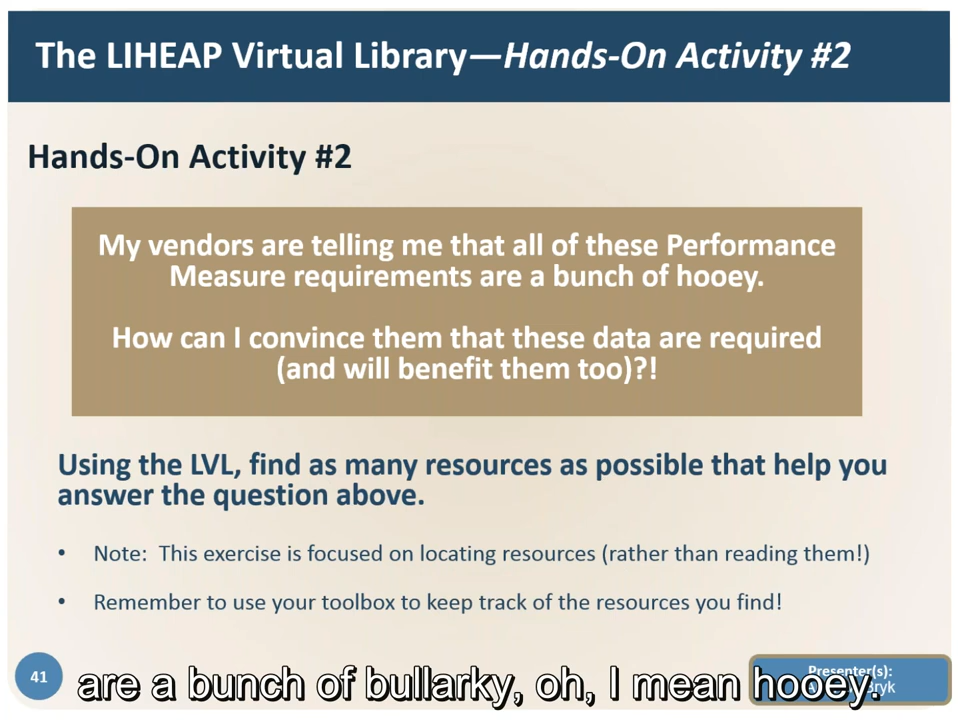 The LIHEAP Virtual Library—Hands-On Activity #2
Hands-On Activity #2
My vendors are telling me that all of these Performance
Measure requirements are a bunch of hooey.
How can I convince them that these data are required
(and will benefit them too)?!
Using the LVL, find as many resources as possible that help you
answer the question above.
• Note: This exercise is focused on locating resources (rather than reading them!)
• Remember to use your toolbox to keep track of the resources you find!
41
Presenter(s):
are a bunch of bullarky, oh, I mean hooey.